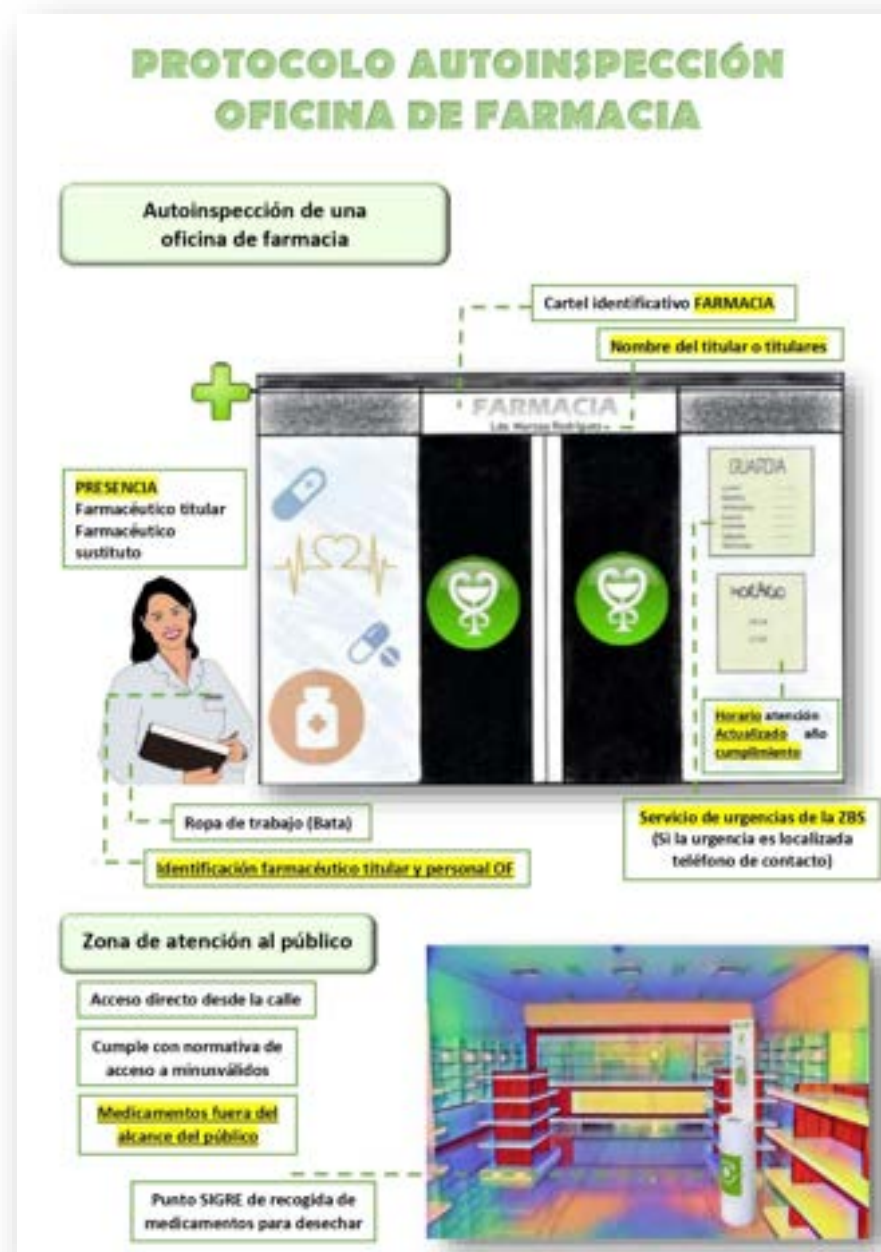 PROTOCOLO AUTOINSPECCIÓN
OFICINA DE FARMACIA
Autoinspección de una
oficina de farmacia
Cartel identificativo FARMACIA
Nombre del titular o titulares
FARMACIA
PRESENCIA
Farmacéutico titular
Farmacéutico
sustituto
GUARDIA
HORARIO
Horario atención
Actualizado año
cumplimiento
Ropa de trabajo (Bata)
Identificación farmacéutico titular y personal OF
Servicio de urgencias de la ZBS
(Si la urgencia es localizada
teléfono de contacto)
Zona de atención al público
Acceso directo desde la calle
Cumple con normativa de
acceso a minusválidos
Medicamentos fuera del
alcance del público
Punto SIGRE de recogida de
medicamentos para desechar